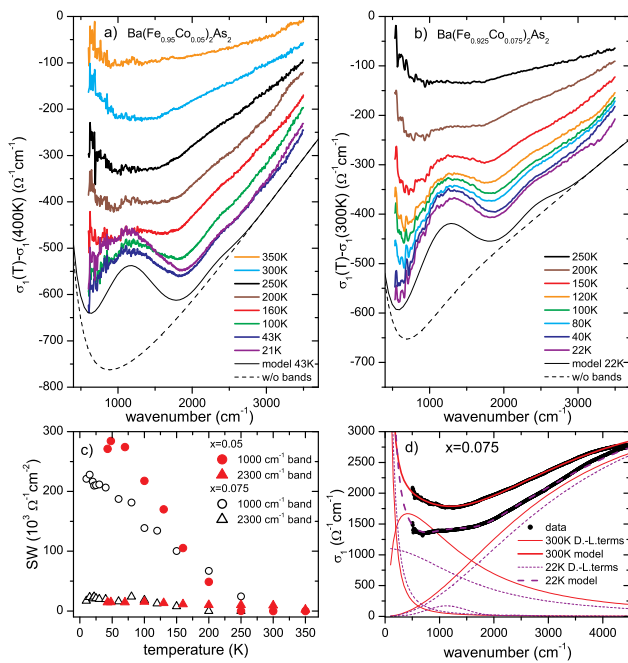 a) Ba(Fe0.95Co0.05)2As2
0
-100
-200
-300
-400
-500
-600
-700
-800
σ1(T)-σ1(400K) (Ω-1cm-1)
350K
300K
250K
200K
160K
100K
43K
21K
model 43K
w/o bands
1000 2000 3000
wavenumber (cm-1)
b) Ba(Fe0.925Co0.075)2As2
0
-100
-200
-300
-400
-500
-600
-700
σ1(T)-σ1(300K) (Ω-1cm-1)
250K
200K
150K
120K
100K
80K
40K
22K
model 22K
w/o bands
1000 2000 3000
wavenumber (cm-1)
c)
x=0.05
1000 cm-1 band
2300 cm-1 band
x=0.075
1000 cm-1 band
2300 cm-1 band
300
200
100
0
SW (10³ Ω-1cm-2)
0 50 100 150 200 250 300 350
temperature (K)
d) x=0.075
3000
2500
2000
1500
1000
500
0
σ1
data
300K D.-L.terms
300K model
22K D.-L.terms
22K model
0 1000 2000 3000 4000
wavenumber (cm-1)